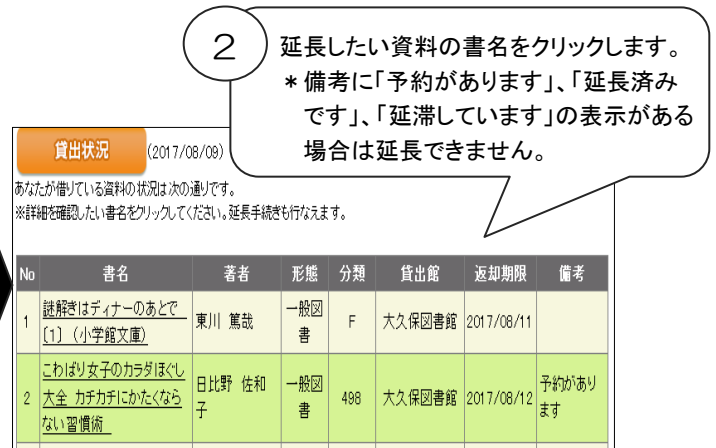 2
延長したい資料の書名をクリックします。
*備考に「予約があります」、「延長済み
です」、「延滞しています」の表示がある
場合は延長できません。
貸出状況 (2017/08/09)
あなたが借りている資料の状況は次の通りです。
※詳細を確認したい書名をクリックしてください。延長手続きも行なえます。
No 書名 著者 形態 分類 貸出館 返却期限 備考
1 謎解きはディナーのあとで 東川 篤哉 一般図 F 大久保図書館 2017/08/11
〔1〕 (小学館文庫) 書
こわばり女子のカラダほぐし
2 大全 カチカチにかたくなら 日比野 佐和 一般図 498 大久保図書館 2017/08/12 予約があり
ない習慣術 子 書 ます